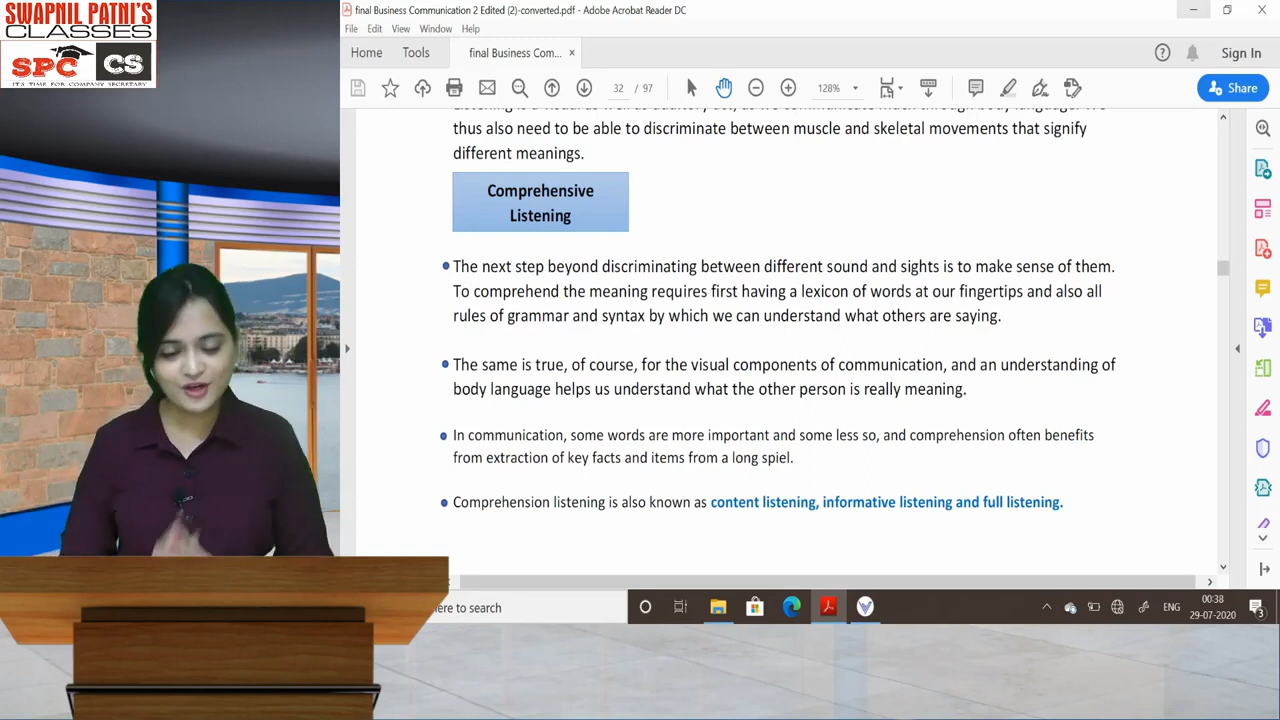 SWAPNIL PATNI'S
CLASSES
SPC CS
IT'S TIME FOR COMPANY SECRETARY
final Business Communication 2 Edited (2)-converted.pdf - Adobe Acrobat Reader DC
File Edit View Window Help
Home Tools final Business Com... × Sign In
32 / 97 128% Share
thus also need to be able to discriminate between muscle and skeletal movements that signify
different meanings.
Comprehensive
Listening
The next step beyond discriminating between different sound and sights is to make sense of them.
To comprehend the meaning requires first having a lexicon of words at our fingertips and also all
rules of grammar and syntax by which we can understand what others are saying.
The same is true, of course, for the visual components of communication, and an understanding of
body language helps us understand what the other person is really meaning.
In communication, some words are more important and some less so, and comprehension often benefits
from extraction of key facts and items from a long spiel.
Comprehension listening is also known as content listening, informative listening and full listening.
ere to search
ENG
00:38
29-07-2020
3